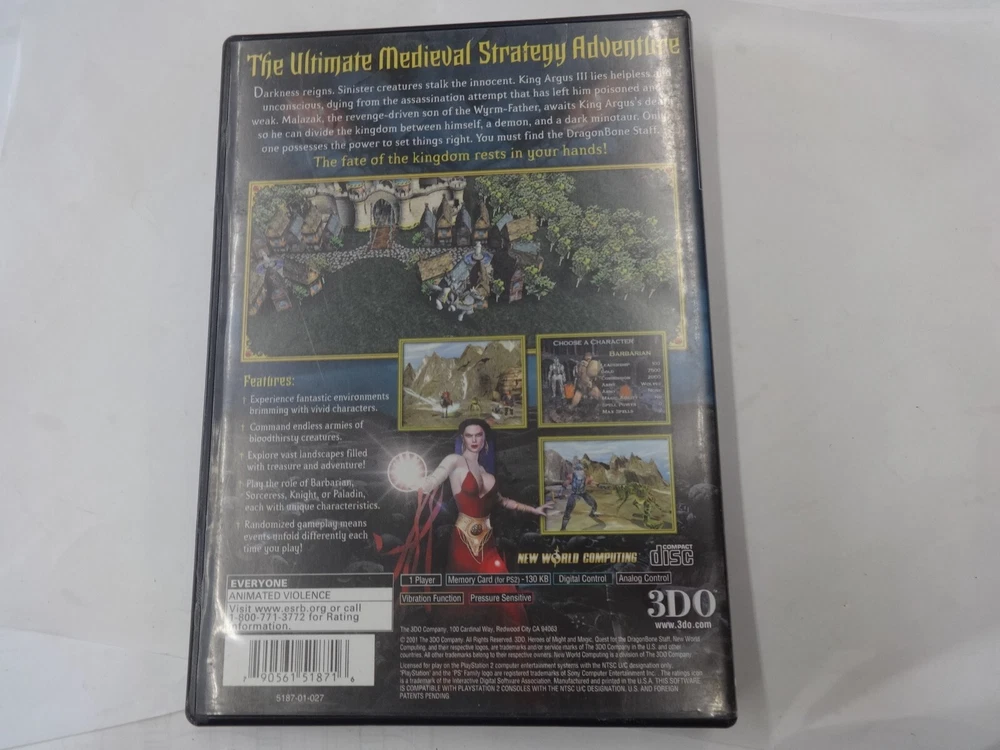 The Ultimate Medieval Strategy Adventure
Darkness reigns. Sinister creatures stalk the innocent. King Argus III lies helpless,
unconscious, dying from the assassination attempt that has left him poisoned and
weak. Malazak, the revenge-driven son of the Wyrm-Father, awaits King Argus's death
so he can divide the kingdom between himself, a demon, and a dark minotaur. Only
one possesses the power to set things right. You must find the DragonBone Staff.
The fate of the kingdom rests in your hands!
CHOOSE A CHARACTER
BARBARIAN
LEADERSHIP
GOLD
COMMISSION
ARMY WOLVES
MAX SPELLS
Features:
† Experience fantastic environments
brimming with vivid characters.
† Command endless armies of
bloodthirsty creatures.
† Explore vast landscapes filled
with treasure and adventure!
† Play the role of Barbarian,
Sorceress, Knight, or Paladin,
each with unique characteristics.
† Randomized gameplay means
events unfold differently each
time you play!
NEW WORLD COMPUTING
COMPACT
disc
EVERYONE
ANIMATED VIOLENCE
Visit www.esrb.org or call
1-800-771-3772 for Rating
Information.
1 Player
Memory Card (for PS2) -130 KB
Digital Control
Analog Control
Vibration Function
Pressure Sensitive
3DO
www.3do.com
The 3DO Company, 100 Cardinal Way, Redwood City CA 94063
© 2001 The 3DO Company. All Rights Reserved. 3DO, Heroes of Might and Magic, Quest for the DragonBone Staff, New World
Computing, and their respective logos, are trademarks and/or service marks of The 3DO Company in the U.S. and other
countries. All other trademarks belong to their respective owners. New World Computing is a division of The 3DO Company.
Licensed for play on the PlayStation 2 computer entertainment systems with the NTSC U/C designation only.
"PlayStation" and the "PS" Family logo are registered trademarks of Sony Computer Entertainment Inc. The ratings icon
is a trademark of the Interactive Digital Software Association. Manufactured and printed in the U.S.A. THIS SOFTWARE
IS COMPATIBLE WITH PLAYSTATION 2 CONSOLES WITH THE NTSC U/C DESIGNATION. U.S. AND FOREIGN
PATENTS PENDING
7 90561 51871 6
5187-01-027